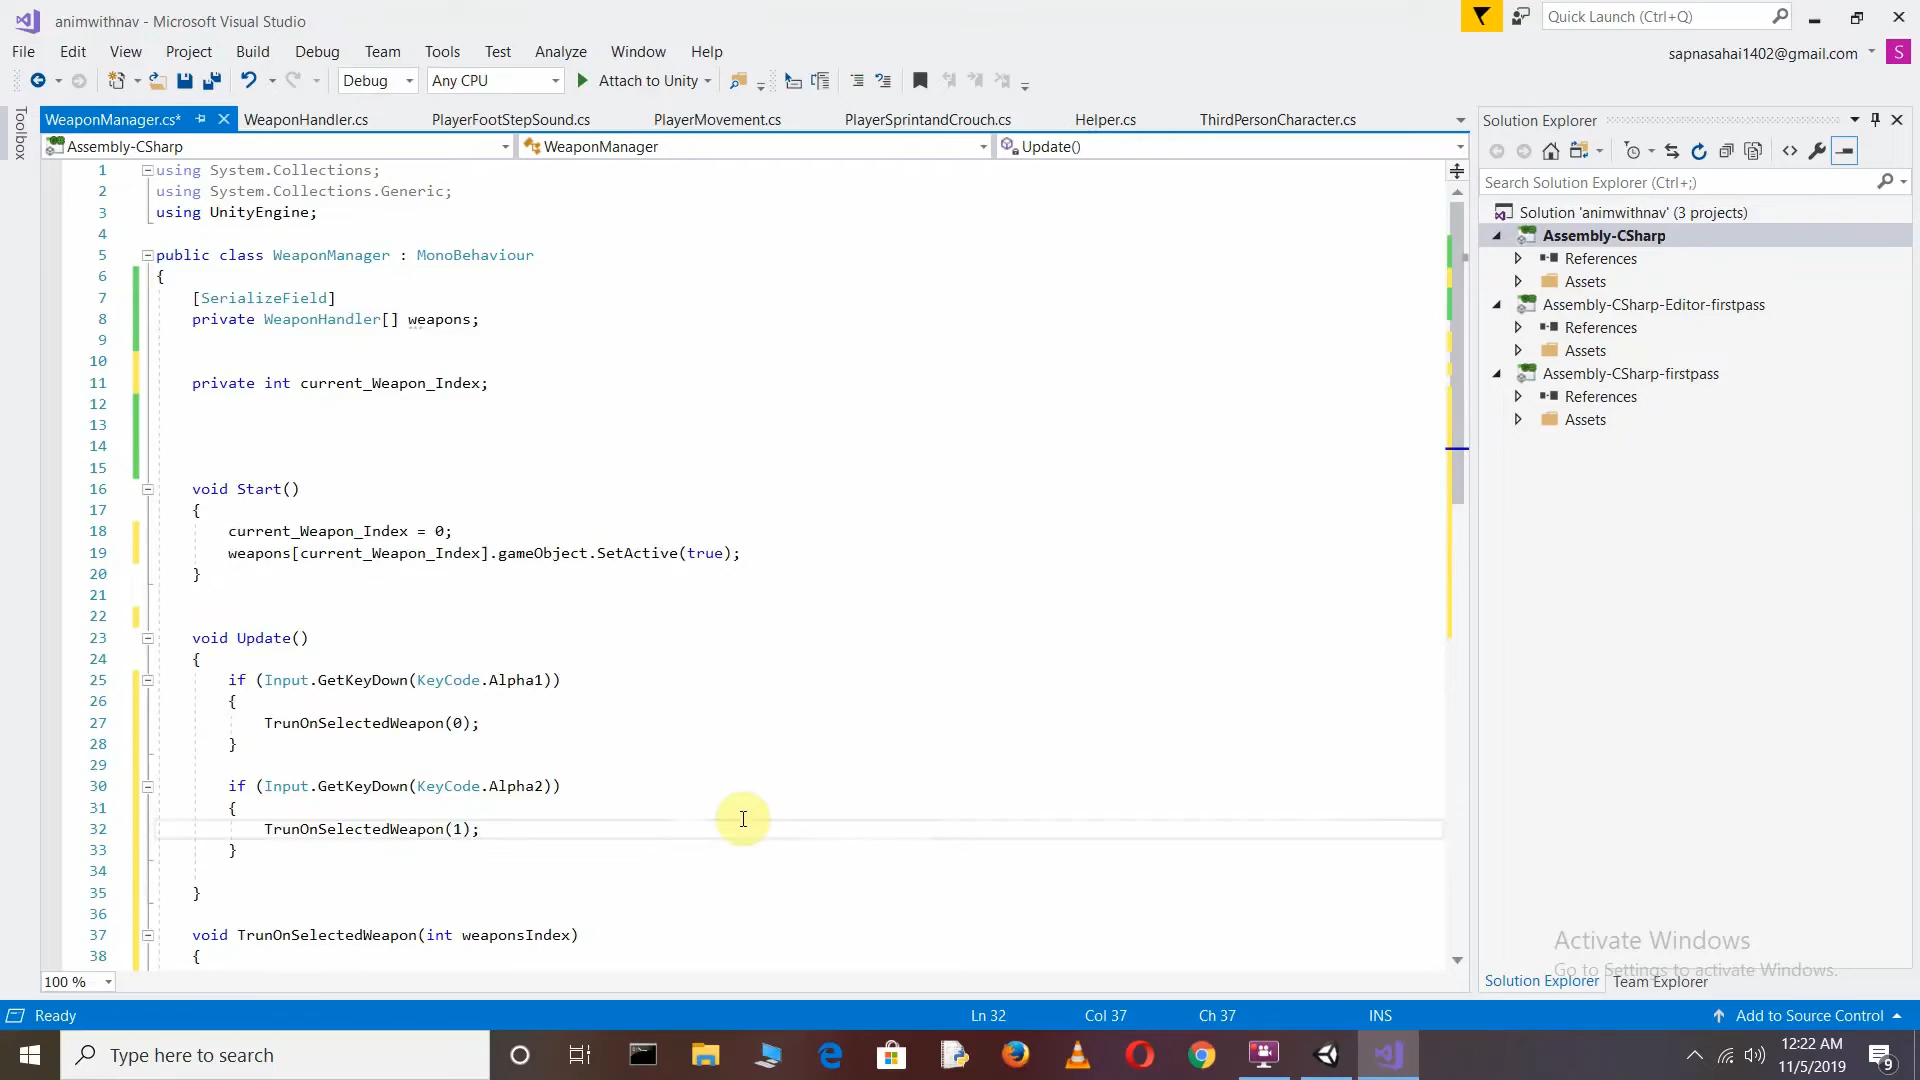 animwithnav - Microsoft Visual Studio
Quick Launch (Ctrl+Q)
File Edit View Project Build Debug Team Tools Test Analyze Window Help
sapnasahai1402@gmail.com S
Debug Any CPU Attach to Unity
Toolbox
WeaponManager.cs* WeaponHandler.cs PlayerFootStepSound.cs PlayerMovement.cs PlayerSprintandCrouch.cs Helper.cs ThirdPersonCharacter.cs
Assembly-CSharp WeaponManager Update()
1 using System.Collections;
2 using System.Collections.Generic;
3 using UnityEngine;
4
5 public class WeaponManager : MonoBehaviour
6 {
7 [SerializeField]
8 private WeaponHandler[] weapons;
9
10
11 private int current_Weapon_Index;
12
13
14
15
16 void Start()
17 {
18 current_Weapon_Index = 0;
19 weapons[current_Weapon_Index].gameObject.SetActive(true);
20 }
21
22
23 void Update()
24 {
25 if (Input.GetKeyDown(KeyCode.Alpha1))
26 {
27 TrunOnSelectedWeapon(0);
28 }
29
30 if (Input.GetKeyDown(KeyCode.Alpha2))
31 {
32 TrunOnSelectedWeapon(1);
33 }
34
35 }
36
37 void TrunOnSelectedWeapon(int weaponsIndex)
38 {
100 %
Solution Explorer
Search Solution Explorer (Ctrl+;)
Solution 'animwithnav' (3 projects)
Assembly-CSharp
References
Assets
Assembly-CSharp-Editor-firstpass
References
Assets
Assembly-CSharp-firstpass
References
Assets
Activate Windows
Go to Settings to activate Windows.
Solution Explorer Team Explorer
Ready Ln 32 Col 37 Ch 37 INS Add to Source Control
Type here to search
12:22 AM
11/5/2019
9